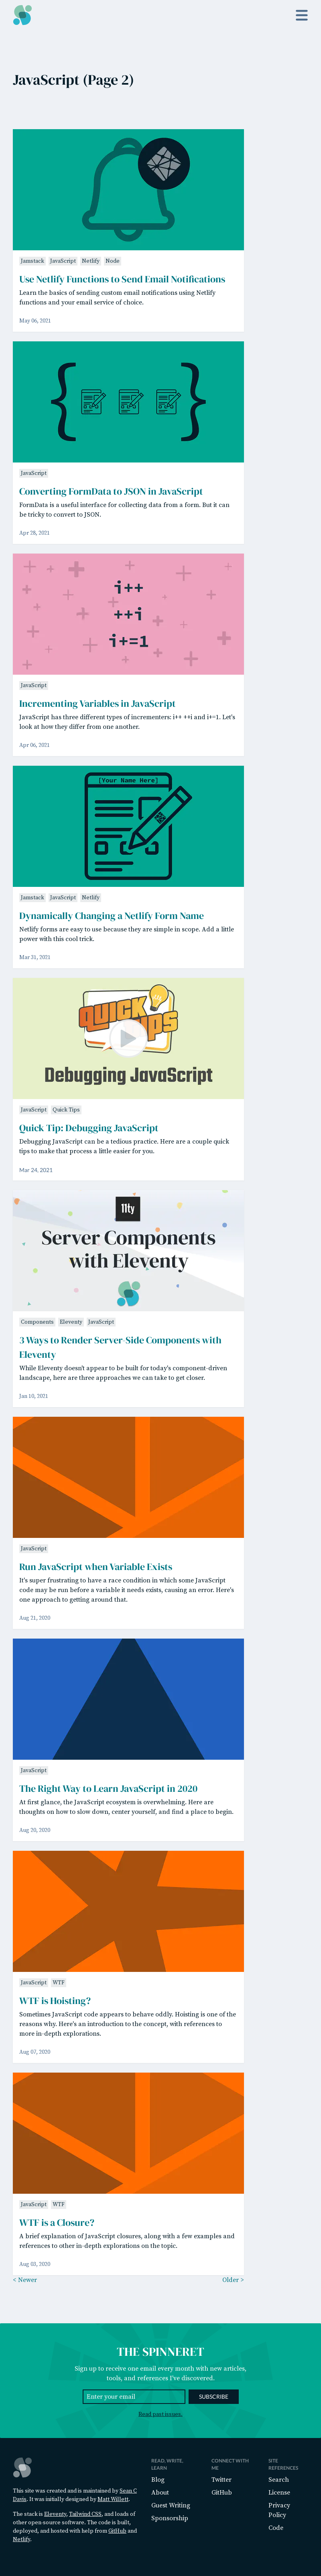 JavaScript (Page 2)
Jamstack JavaScript Netlify Node
Use Netlify Functions to Send Email Notifications
Learn the basics of sending custom email notifications using Netlify
functions and your email service of choice.
May 06, 2021
JavaScript
Converting FormData to JSON in JavaScript
FormData is a useful interface for collecting data from a form. But it can
be tricky to convert to JSON.
Apr 28, 2021
i++
++i
i+=1
JavaScript
Incrementing Variables in JavaScript
JavaScript has three different types of incrementers: i++ ++i and i+=1. Let's
look at how they differ from one another.
Apr 06, 2021
[Your Name Here]
Jamstack JavaScript Netlify
Dynamically Changing a Netlify Form Name
Netlify forms are easy to use because they are simple in scope. Add a little
power with this cool trick.
Mar 31, 2021
QUICK TIPS
Debugging JavaScript
JavaScript Quick Tips
Quick Tip: Debugging JavaScript
Debugging JavaScript can be a tedious practice. Here are a couple quick
tips to make that process a little easier for you.
Mar 24, 2021
11ty
Server Components
with Eleventy
Components Eleventy JavaScript
3 Ways to Render Server-Side Components with
Eleventy
While Eleventy doesn't appear to be built for today's component-driven
landscape, here are three approaches we can take to get closer.
Jan 10, 2021
JavaScript
Run JavaScript when Variable Exists
It's super frustrating to have a race condition in which some JavaScript
code may be run before a variable it needs exists, causing an error. Here's
one approach to getting around that.
Aug 21, 2020
JavaScript
The Right Way to Learn JavaScript in 2020
At first glance, the JavaScript ecosystem is overwhelming. Here are
thoughts on how to slow down, center yourself, and find a place to begin.
Aug 20, 2020
JavaScript WTF
WTF is Hoisting?
Sometimes JavaScript code appears to behave oddly. Hoisting is one of the
reasons why. Here's an introduction to the concept, with references to
more in-depth explorations.
Aug 07, 2020
JavaScript WTF
WTF is a Closure?
A brief explanation of JavaScript closures, along with a few examples and
references to other in-depth explorations on the topic.
Aug 03, 2020
< Newer Older >
THE SPINNERET
Sign up to receive one email every month with new articles,
tools, and references I've discovered.
Enter your email SUBSCRIBE
Read past issues.
This site was created and is maintained by Sean C
Davis. It was initially designed by Matt Willett.
The stack is Eleventy, Tailwind CSS, and loads of
other open source software. The code is built,
deployed, and hosted with help from GitHub and
Netlify.
READ, WRITE,
LEARN
Blog
About
Guest Writing
Sponsorship
CONNECT WITH
ME
Twitter
GitHub
SITE
REFERENCES
Search
License
Privacy
Policy
Code